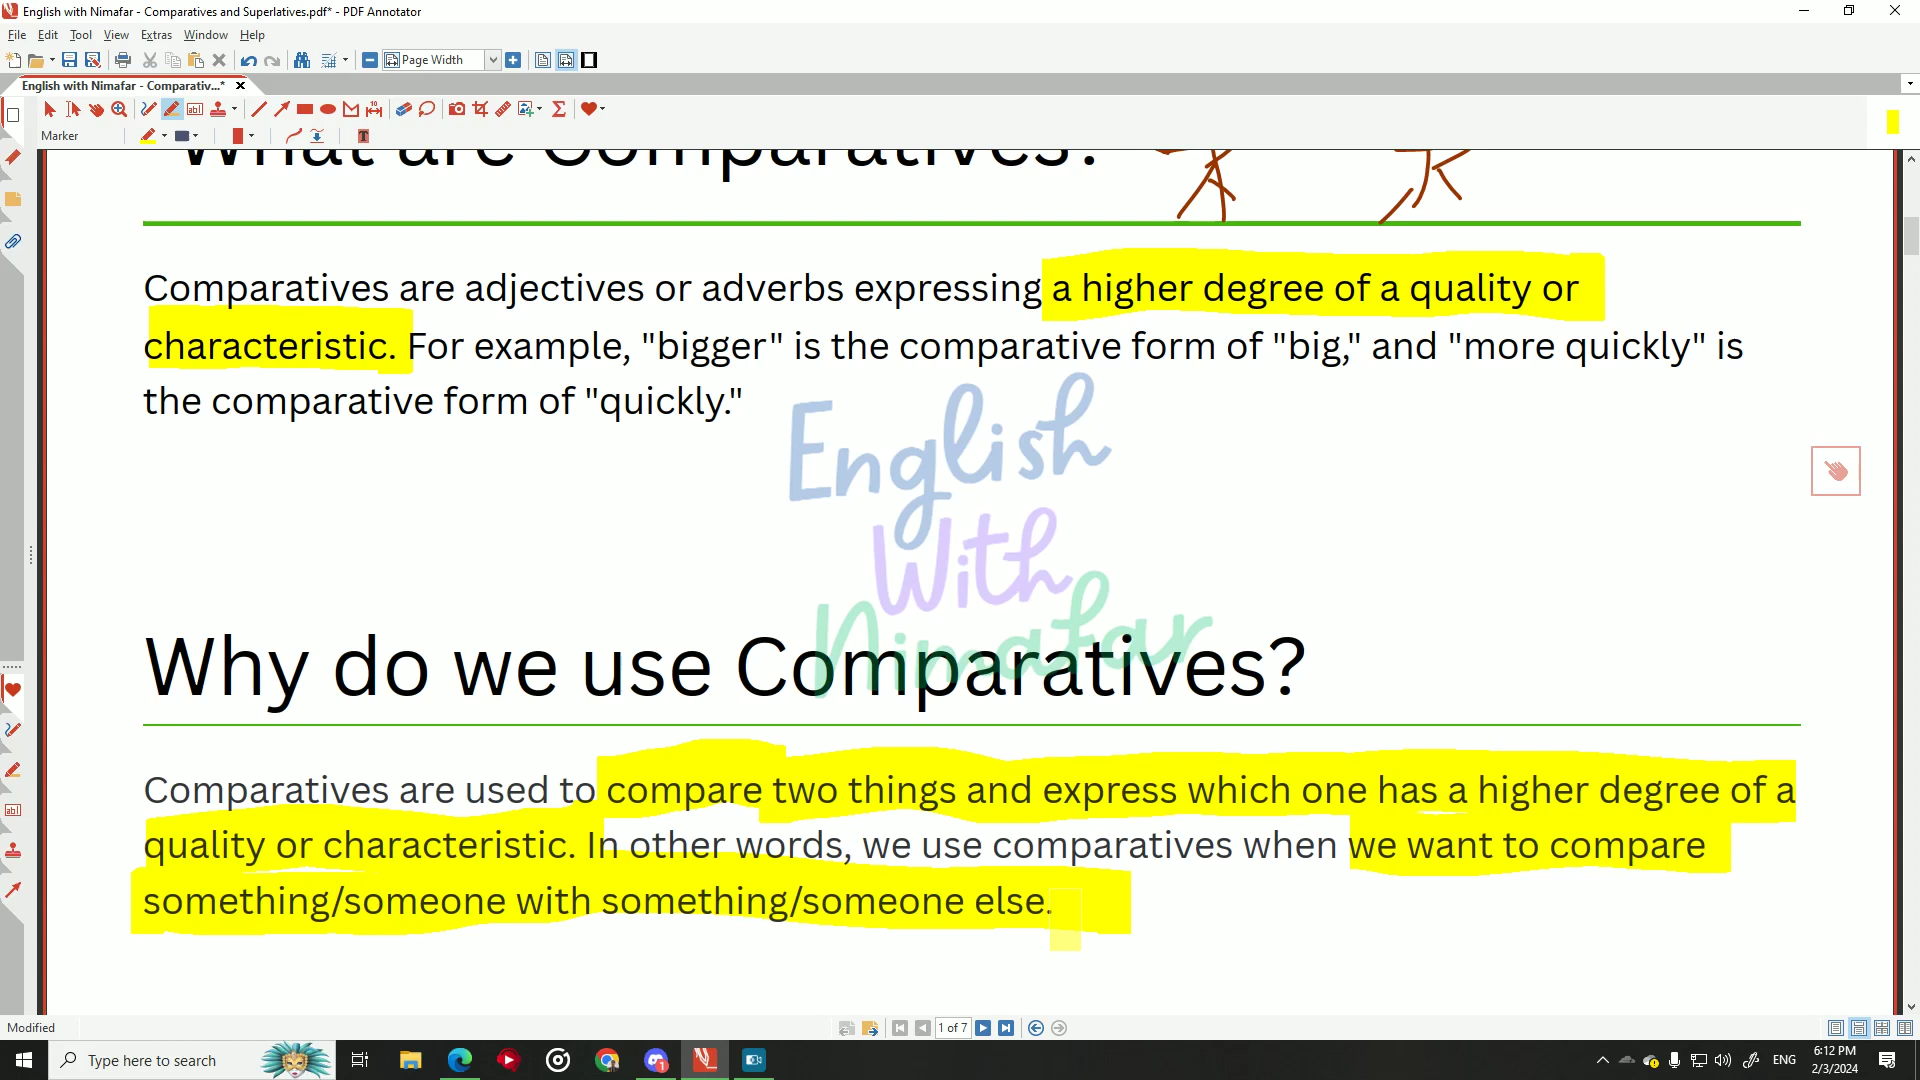 English with Nimafar - Comparatives and Superlatives.pdf* - PDF Annotator
File Edit Tool View Extras Window Help
Page Width
English with Nimafar - Comparativ...*
Marker
What are Comparatives?
Comparatives are adjectives or adverbs expressing a higher degree of a quality or
characteristic. For example, "bigger" is the comparative form of "big," and "more quickly" is
the comparative form of "quickly."
English
With
Nimafar
Why do we use Comparatives?
Comparatives are used to compare two things and express which one has a higher degree of a
quality or characteristic. In other words, we use comparatives when we want to compare
something/someone with something/someone else.
Modified
1 of 7
Type here to search
ENG
6:12 PM
2/3/2024